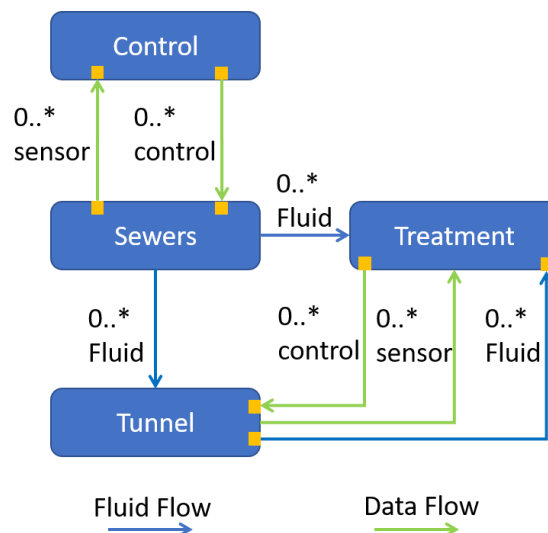 Control
0..*
sensor
0..*
control
0..*
Fluid
Sewers
Treatment
0..*
Fluid
0..*
control
0..*
sensor
0..*
Fluid
Tunnel
Fluid Flow
Data Flow